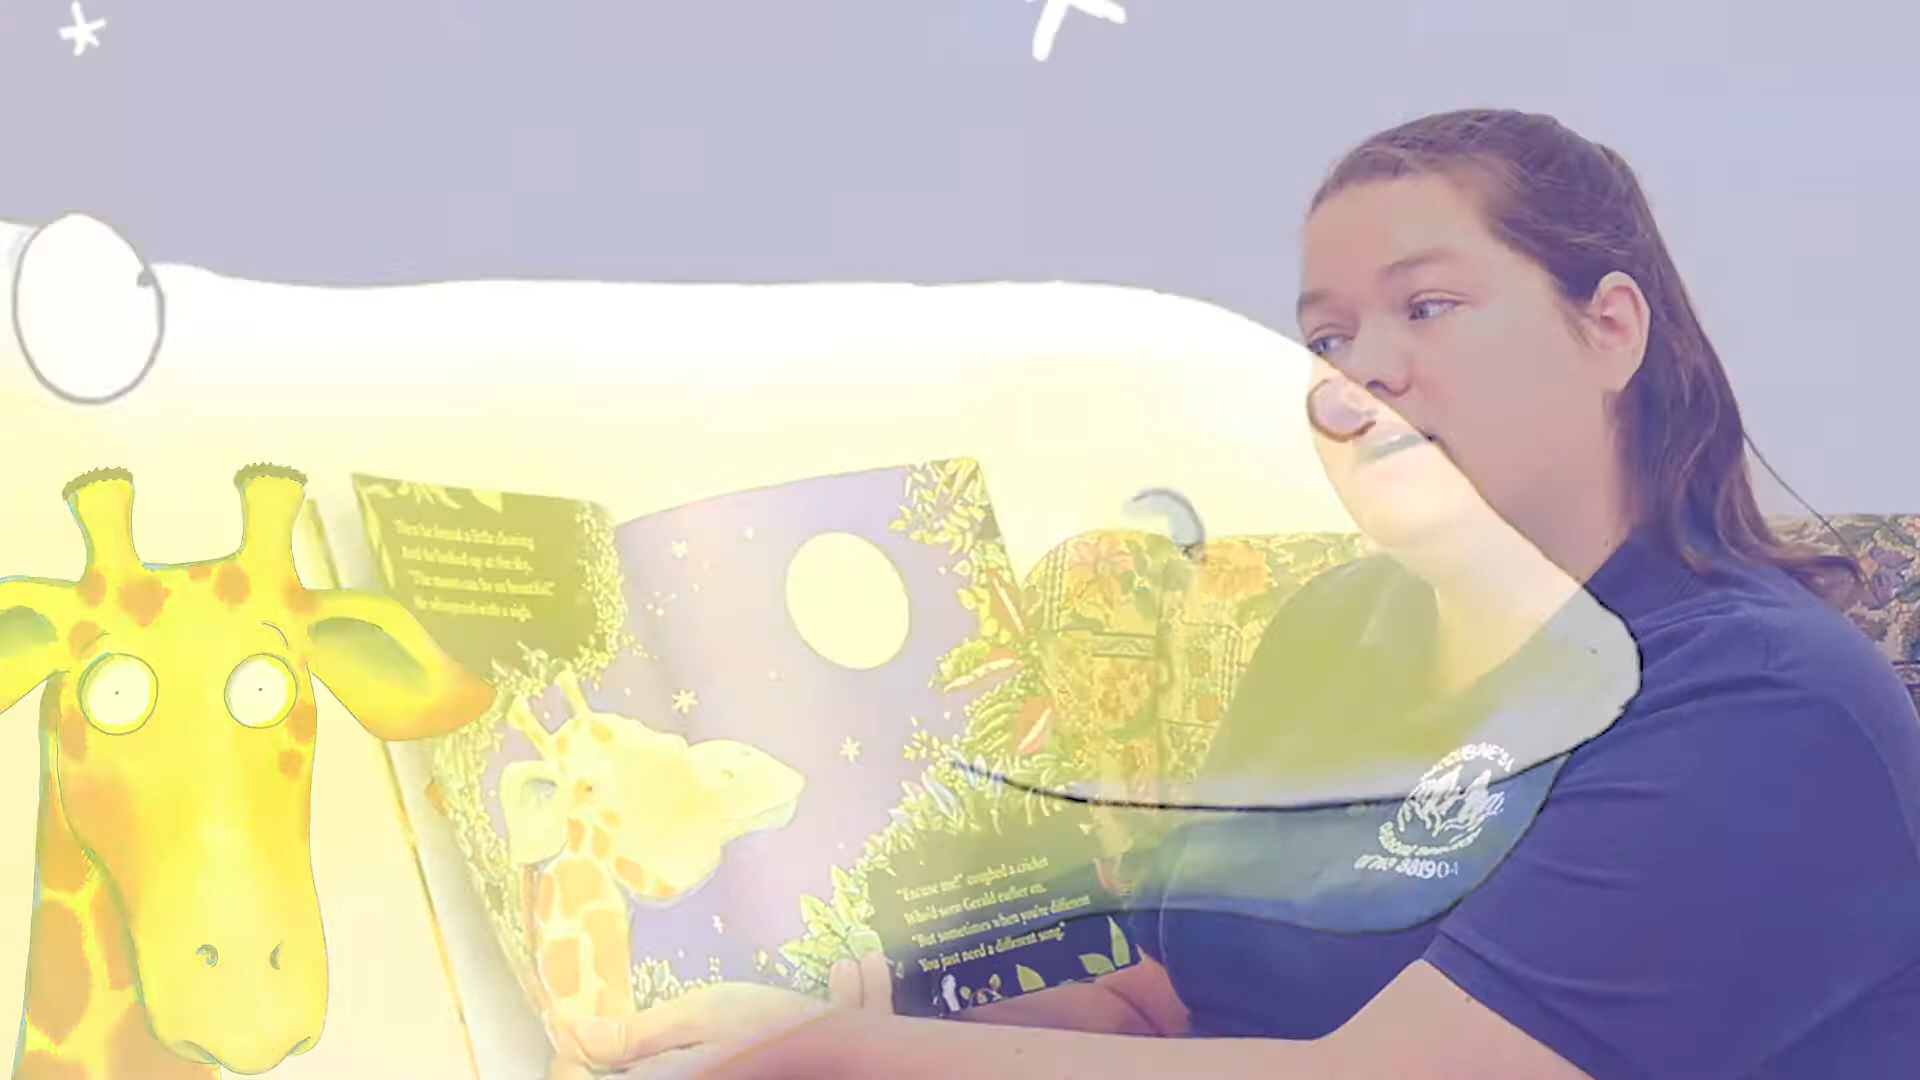 Then he found a little clearing
And he looked up at the sky.
"The moon can be so beautiful,"
He whispered with a sigh.
"Excuse me!" coughed a cricket
Who'd seen Gerald earlier on.
"But sometimes when you're different
You just need a different song."